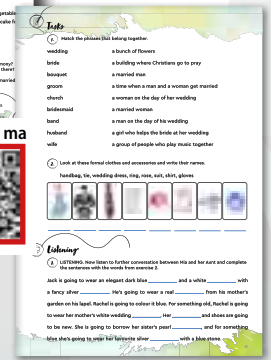 Tasks
1. Match the phrases that belong together.
wedding a bunch of flowers
bride a building where Christians go to pray
bouquet a married man
groom a time when a man and a woman get married
church a woman on the day of her wedding
bridesmaid a married woman
band a man on the day of his wedding
husband a girl who helps the bride at her wedding
wife a group of people who play music together
2. Look at these formal clothes and accessories and write their names.
handbag, tie, wedding dress, ring, rose, suit, shirt, gloves
Listening
3. LISTENING. Now listen to further conversation between Mia and her Aunt and complete
the sentences with the words from exercise 2.
Jack is going to wear an elegant dark blue ________ and a white ________ with
a fancy silver ________. He's going to wear a real ________ from his mother's
garden on his lapel. Rachel is going to colour it blue. For something old, Rachel is going
to wear her mother's white wedding ________. Her ________ and shoes are going
to be new. She is going to borrow her sister's pearl ________, and for something
blue she's going to wear her favourite silver ________ with a blue stone.
married
ma